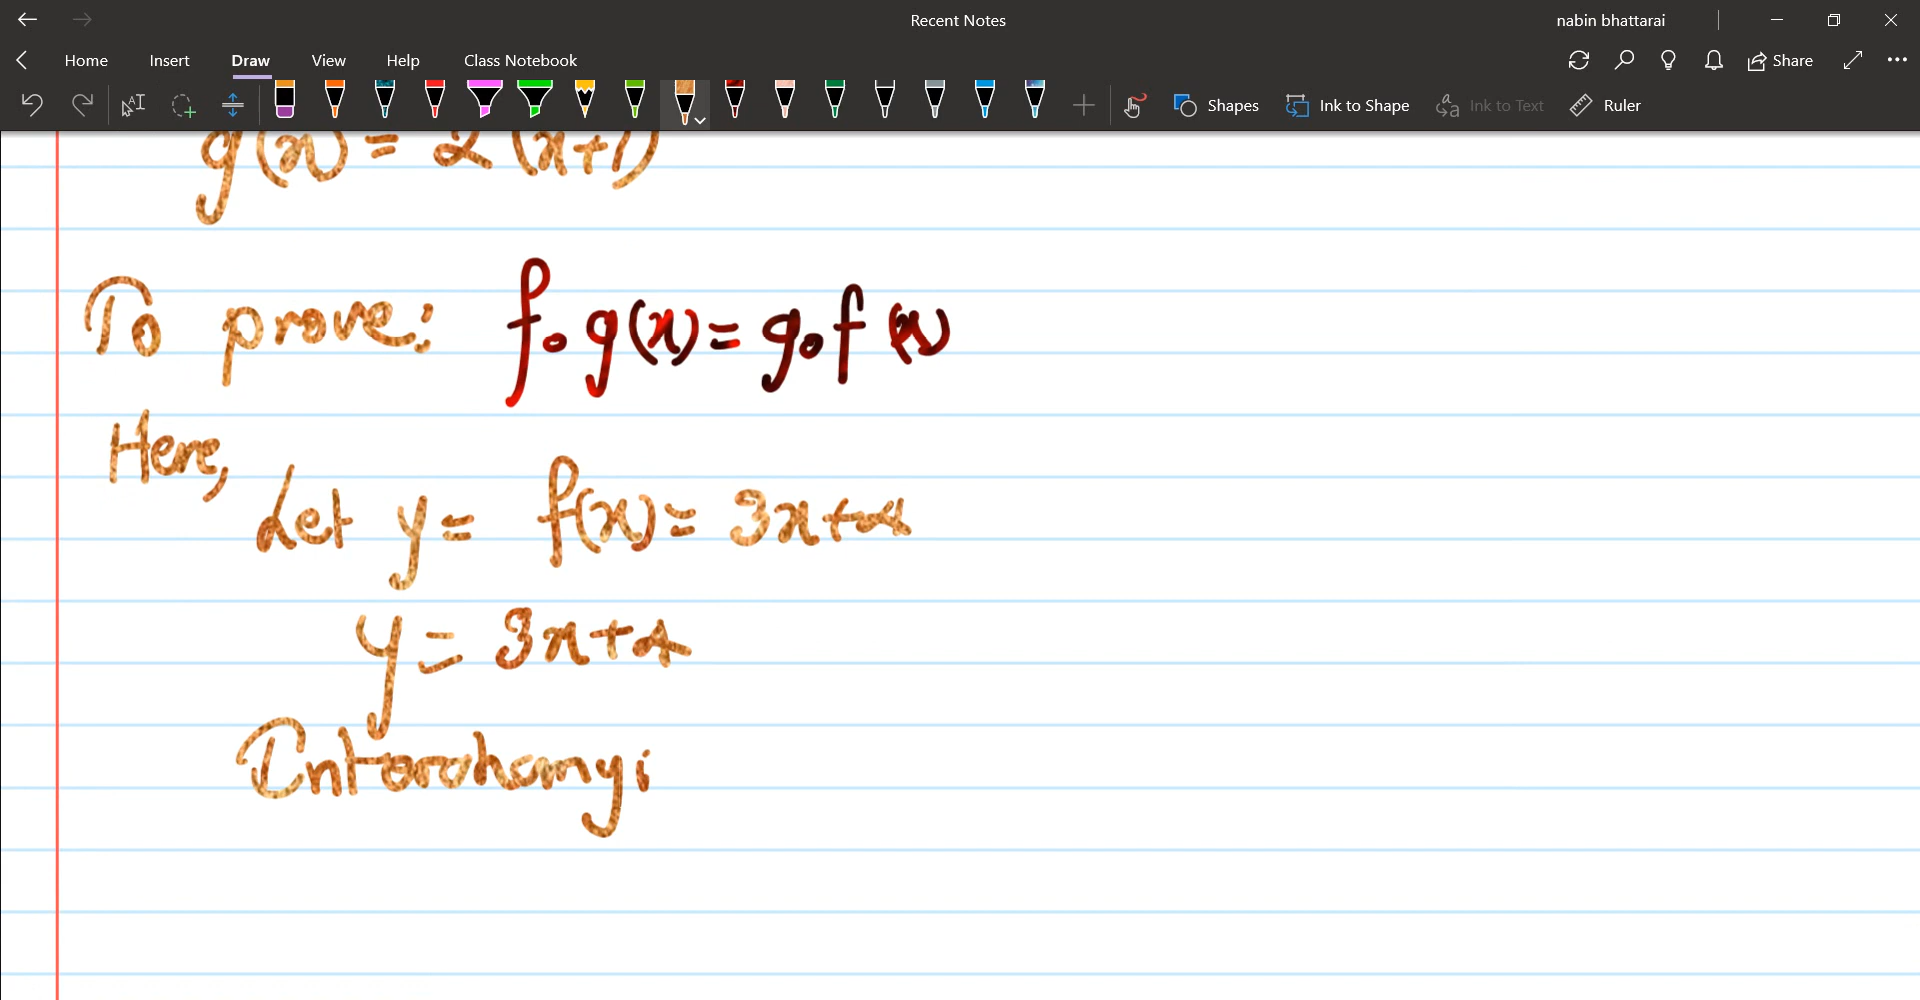 Recent Notes
nabin bhattarai
Home Insert Draw View Help Class Notebook
Share
Shapes Ink to Shape Ink to Text Ruler
g(x) = 2(x+1)
To prove: fog(x) = gof(x)
Here,
Let y = f(x) = 3x+4
y = 3x+4
Interchangi